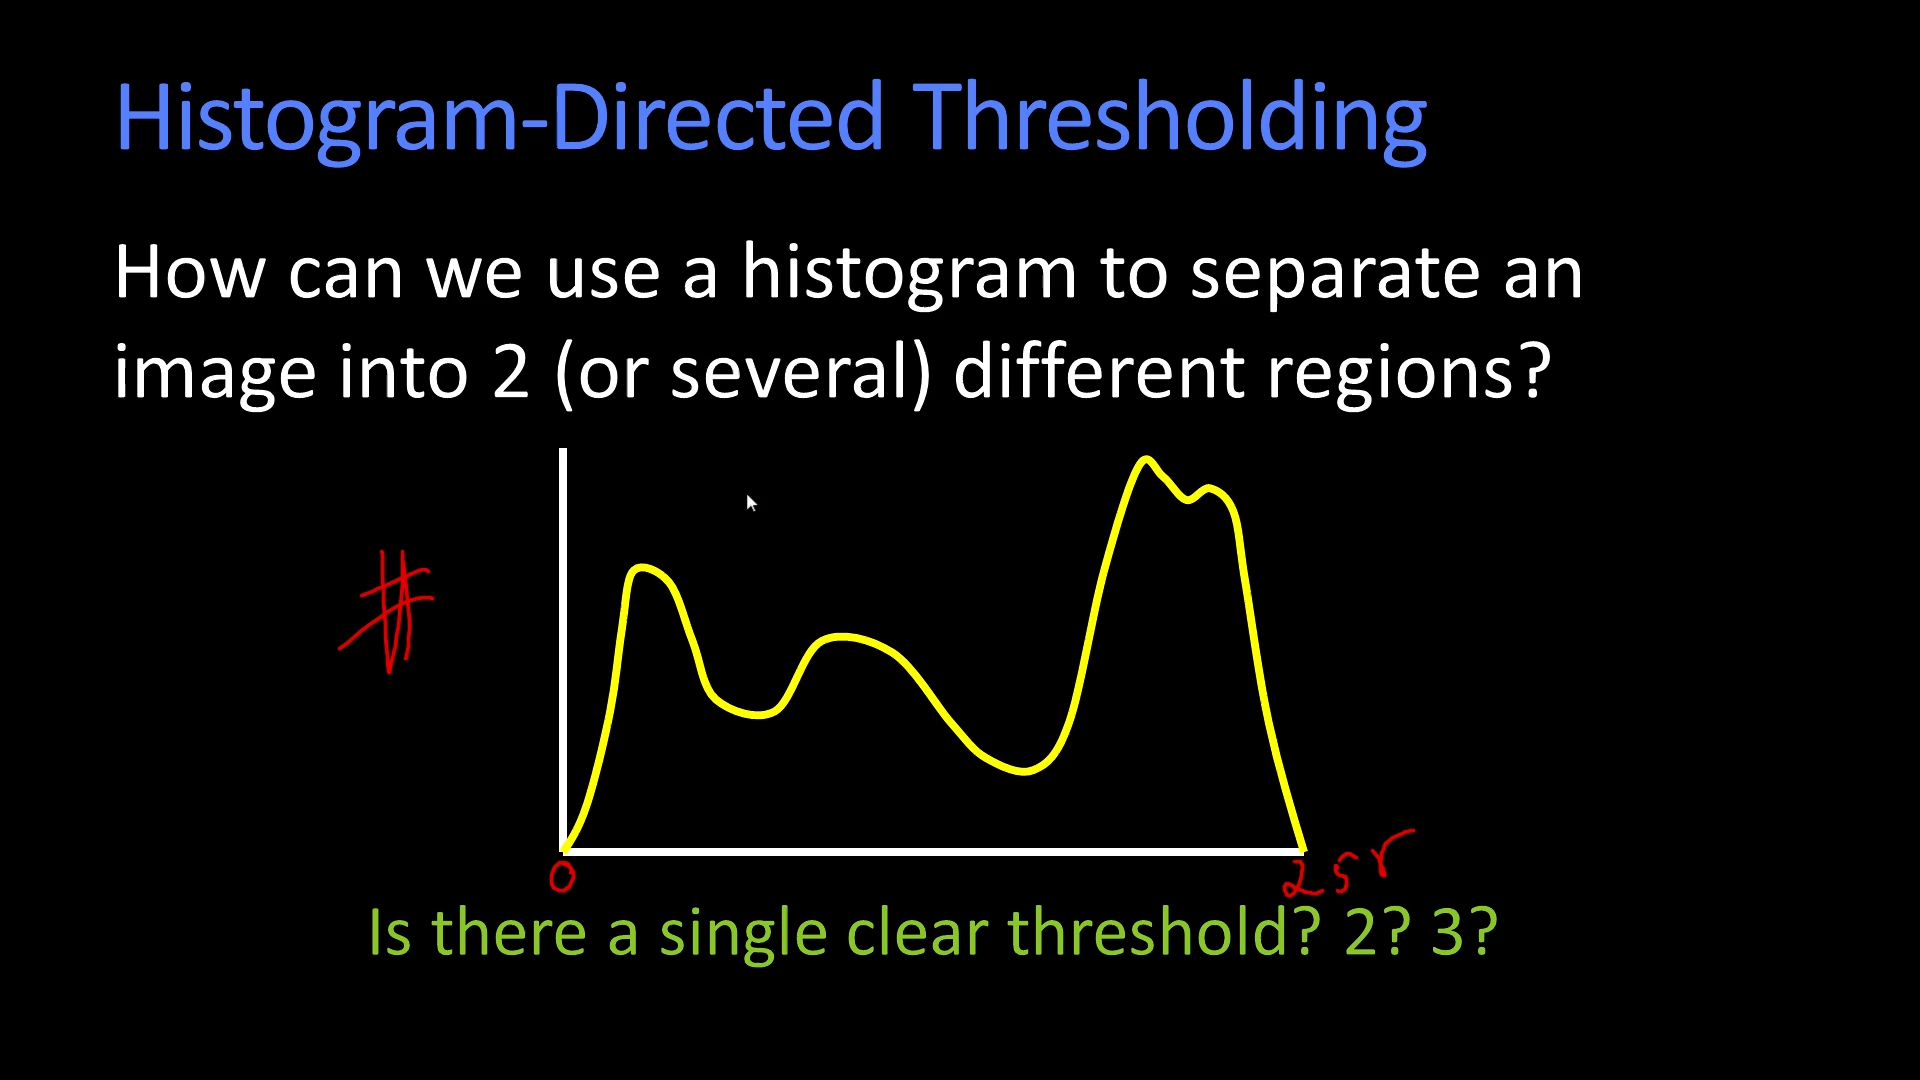 Histogram-Directed Thresholding
How can we use a histogram to separate an
image into 2 (or several) different regions?
#
0
255
Is there a single clear threshold? 2? 3?